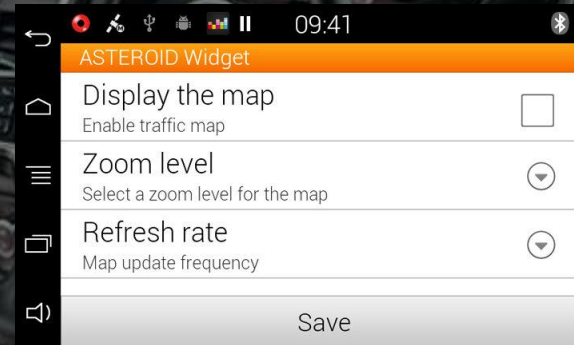 09:41
ASTEROID Widget
Display the map
Enable traffic map
Zoom level
Select a zoom level for the map
Refresh rate
Map update frequency
Save